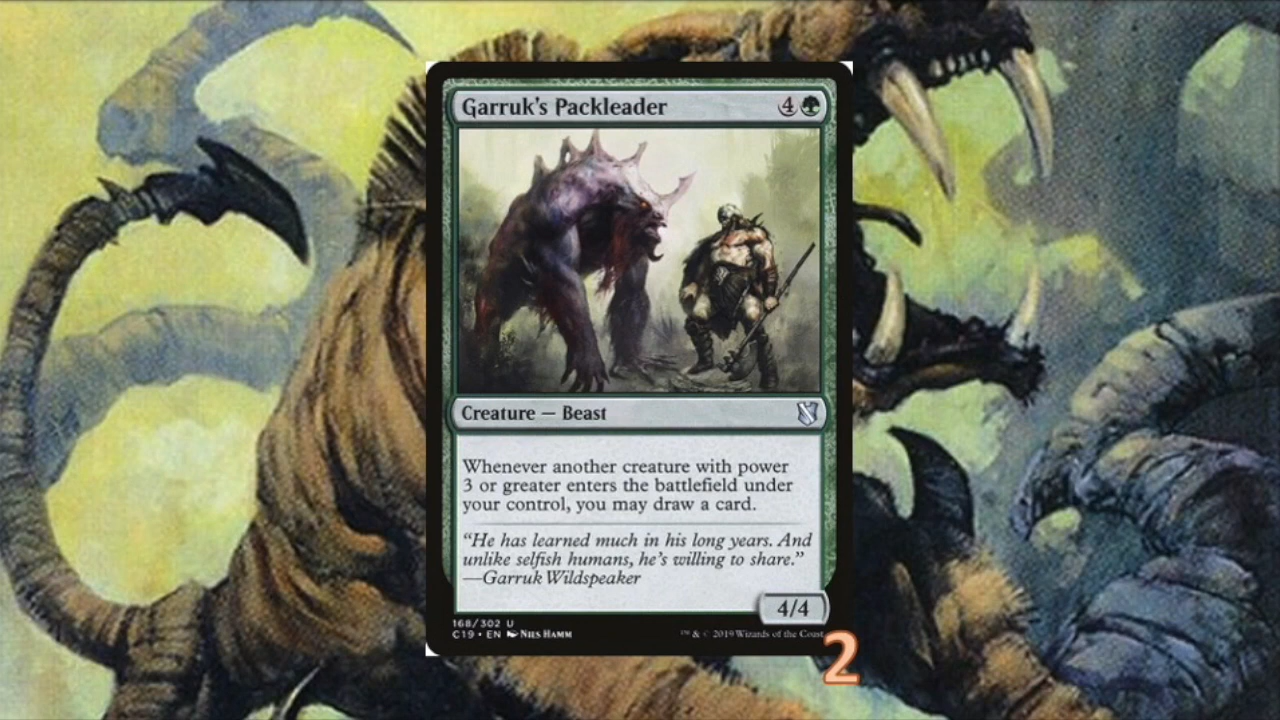 Garruk's Packleader 4
Creature — Beast
Whenever another creature with power
3 or greater enters the battlefield under
your control, you may draw a card.
"He has learned much in his long years. And
unlike selfish humans, he's willing to share."
—Garruk Wildspeaker
4/4
168/302 U
C19 • EN Nils Hamm
™ & © 2019 Wizards of the Coast
2